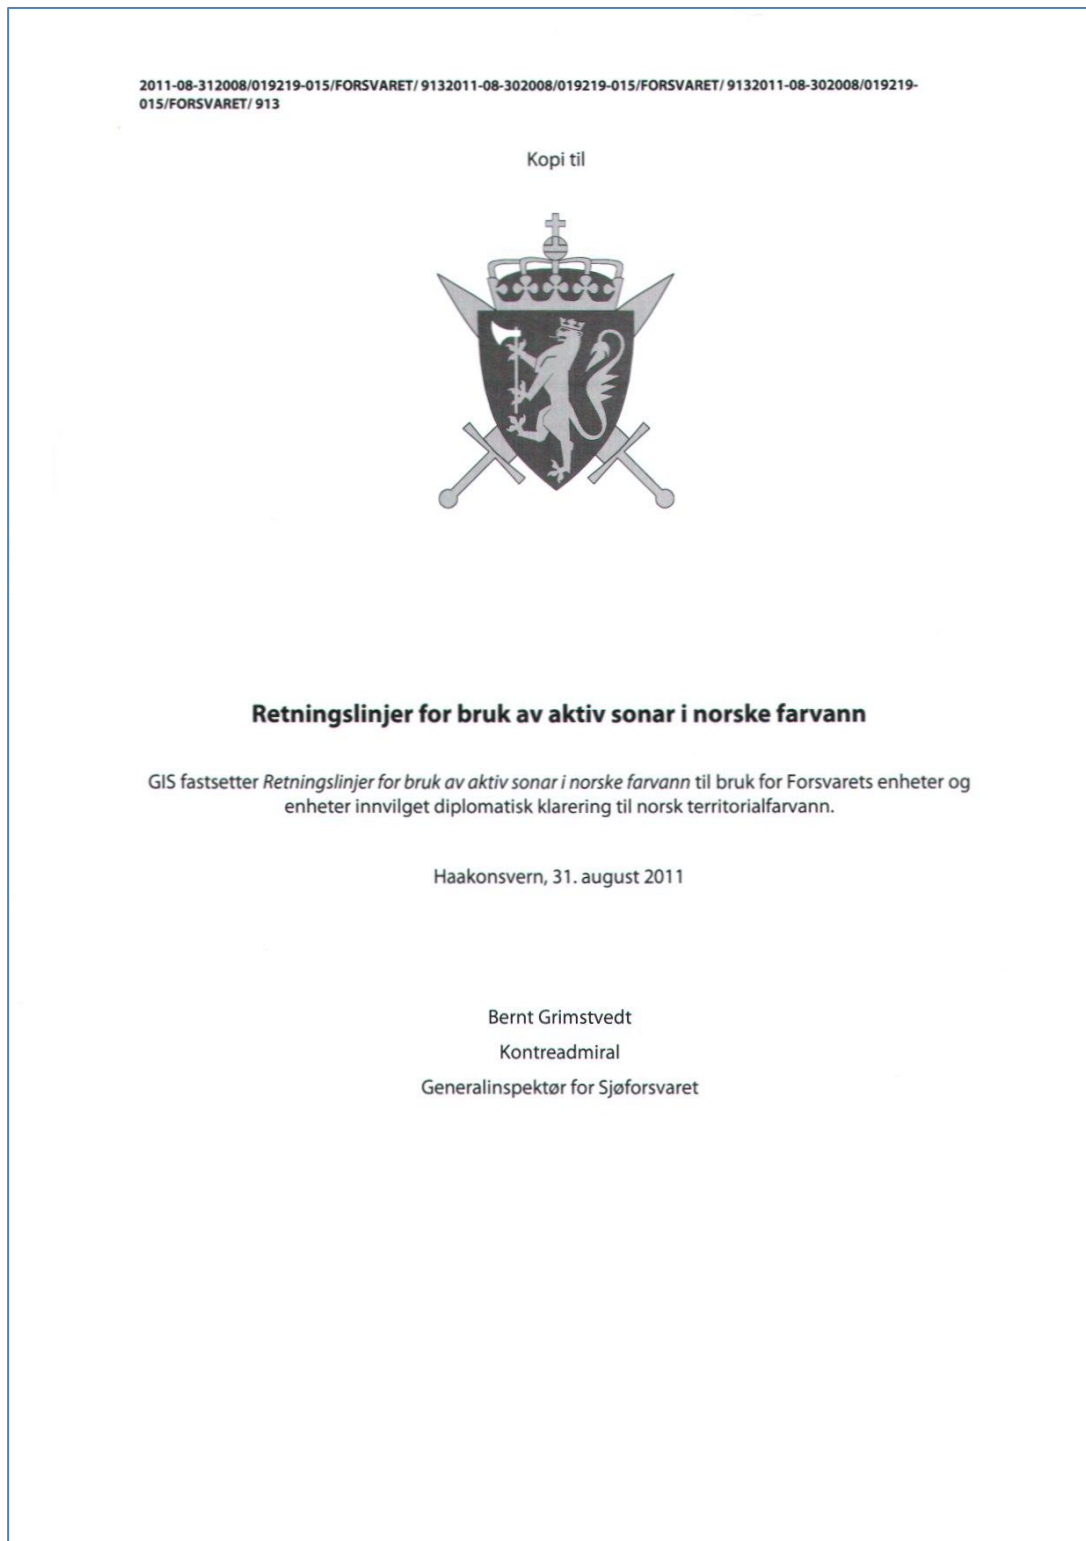 2011-08-312008/019219-015/FORSVARET/ 9132011-08-302008/019219-015/FORSVARET/ 9132011-08-302008/019219-
015/FORSVARET/ 913
Kopi til
Retningslinjer for bruk av aktiv sonar i norske farvann
GIS fastsetter Retningslinjer for bruk av aktiv sonar i norske farvann til bruk for Forsvarets enheter og
enheter innvilget diplomatisk klarering til norsk territorialfarvann.
Haakonsvern, 31. august 2011
Bernt Grimstvedt
Kontreadmiral
Generalinspektør for Sjøforsvaret